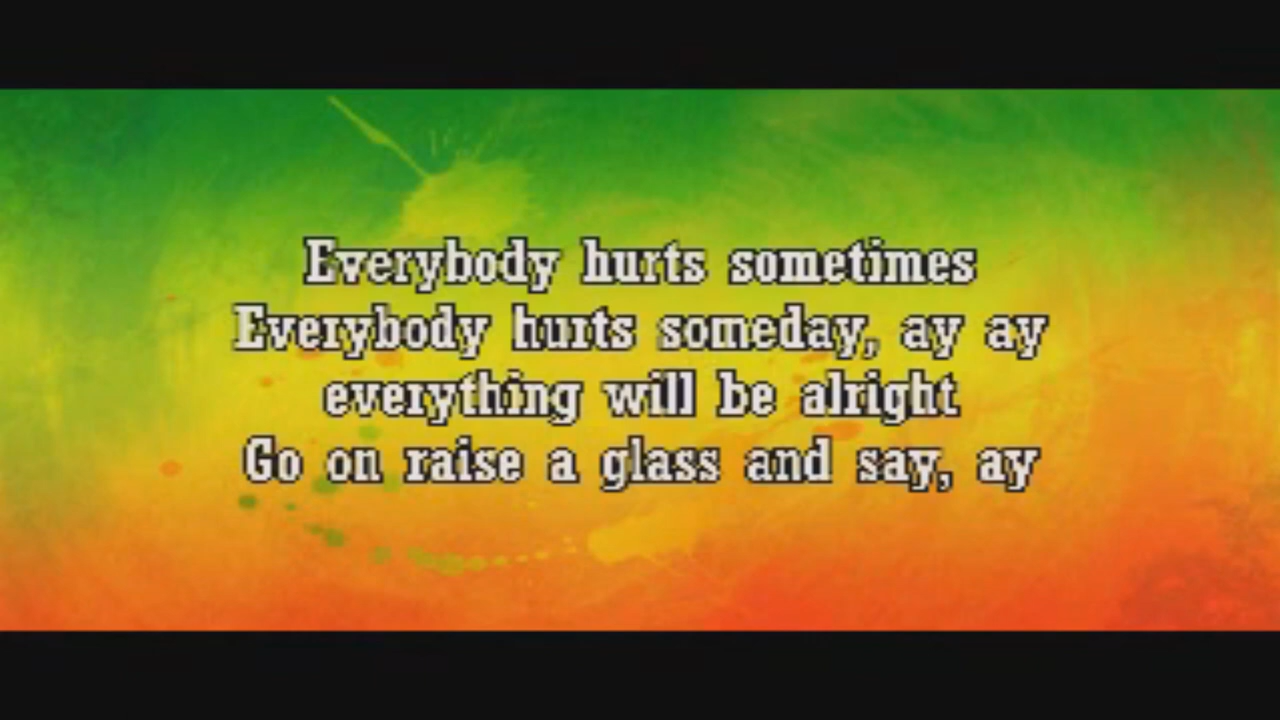 Everybody hurts sometimes
Everybody hurts someday, ay ay
everything will be alright
Go on raise a glass and say, ay